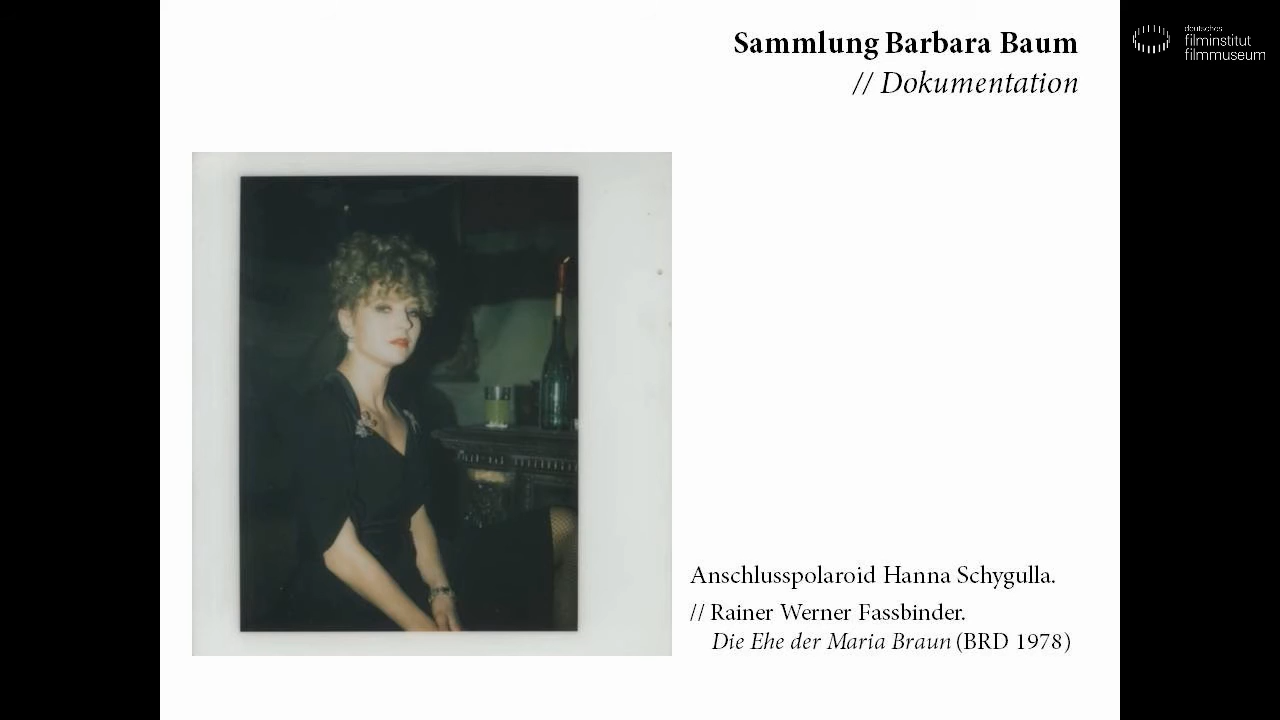 Sammlung Barbara Baum
// Dokumentation
deutsches
filminstitut
filmmuseum
Anschlusspolaroid Hanna Schygulla.
// Rainer Werner Fassbinder.
Die Ehe der Maria Braun (BRD 1978)